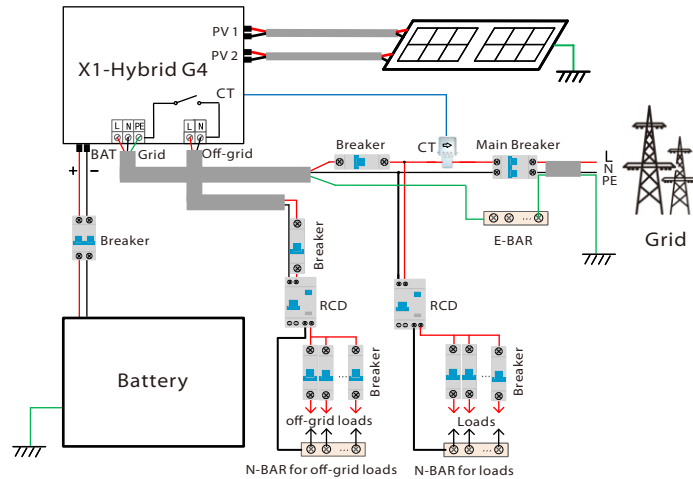 PV 1
PV 2
X1-Hybrid G4
CT
L N PE
L N
BAT
Grid
Off-grid
+
−
Breaker
CT
Main Breaker
L
N
PE
E-BAR
Grid
Breaker
Breaker
RCD
RCD
Battery
...
Breaker
...
Breaker
off-grid loads
Loads
N-BAR for off-grid loads
N-BAR for loads